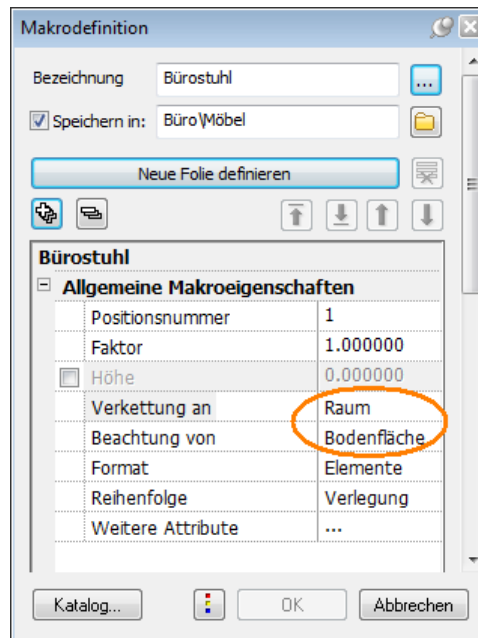 Makrodefinition
Bezeichnung Bürostuhl ...
Speichern in: Büro\Möbel
Neue Folie definieren
Bürostuhl
Allgemeine Makroeigenschaften
Positionsnummer 1
Faktor 1.000000
Höhe 0.000000
Verkettung an Raum
Beachtung von Bodenfläche
Format Elemente
Reihenfolge Verlegung
Weitere Attribute ...
Katalog... OK Abbrechen